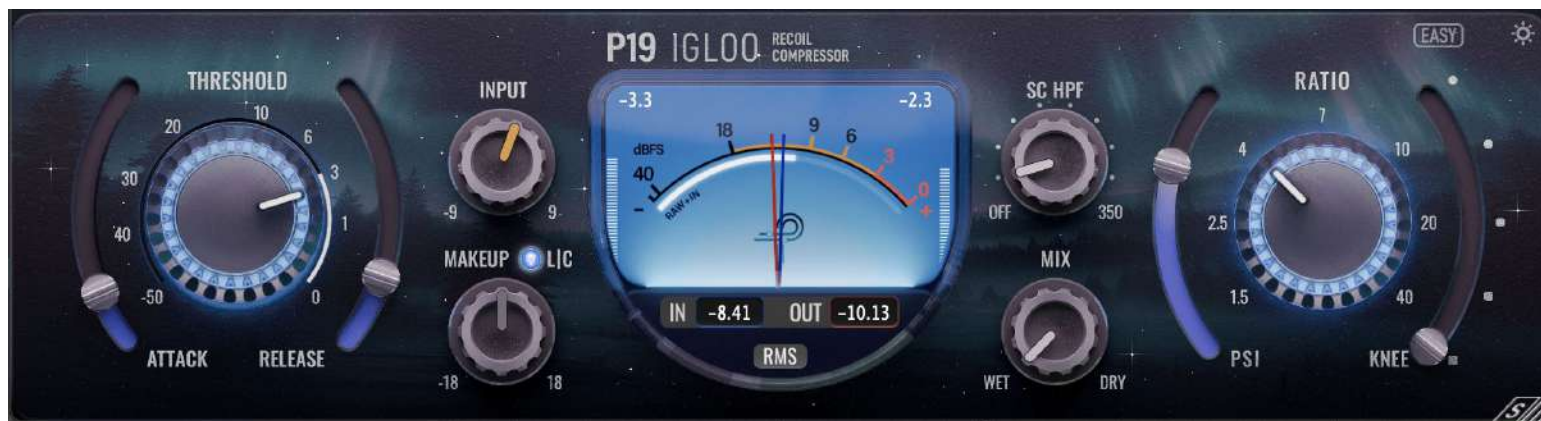 P19 IGLOO RECOIL COMPRESSOR
EASY
THRESHOLD
10
20
6
30
3
40
1
-50
0
ATTACK
RELEASE
INPUT
-9
9
MAKEUP
L|C
-18
18
-3.3
-2.3
dBFS
40
18
9
6
3
0
-
+
RAW+IN
IN -8.41
OUT -10.13
RMS
SC HPF
OFF
350
MIX
WET
DRY
RATIO
7
4
10
2.5
20
1.5
40
PSI
KNEE
S